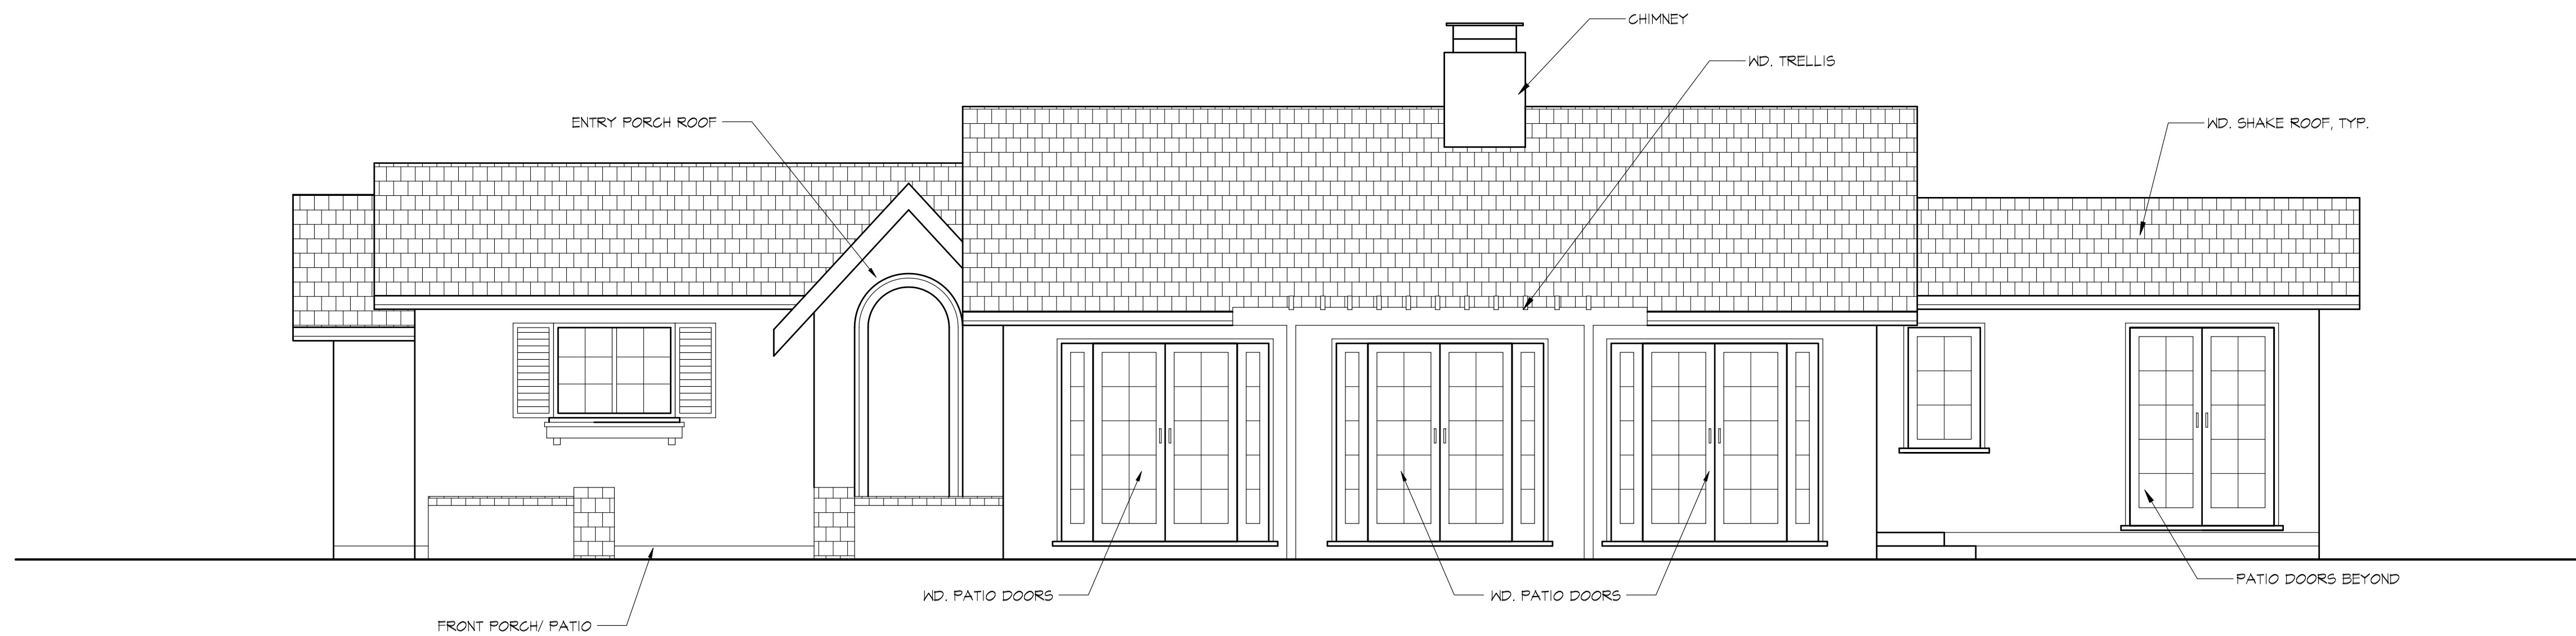 CHIMNEY
WD. TRELLIS
ENTRY PORCH ROOF
WD. SHAKE ROOF, TYP.
PATIO DOORS BEYOND
WD. PATIO DOORS
WD. PATIO DOORS
FRONT PORCH/ PATIO